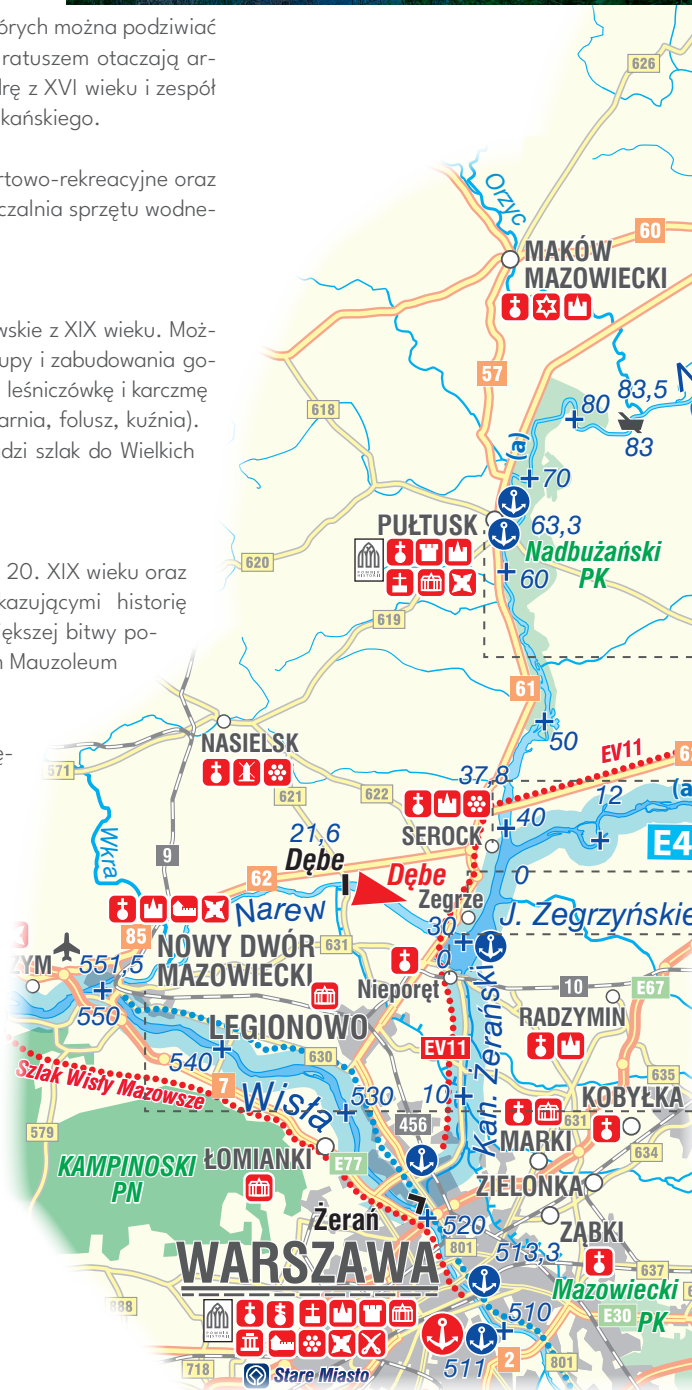 órych można podziwiać
ratuszem otaczają ar-
drę z XVI wieku i zespół
kańskiego.
rtowo-rekreacyjne oraz
czalnia sprzętu wodne-
wskie z XIX wieku. Moż-
upy i zabudowania go-
leśniczówkę i karczmę
arnia, folusz, kuźnia).
dzi szlak do Wielkich
20. XIX wieku oraz
kazującymi historię
iększej bitwy po-
m Mauzoleum
ę-
626
Orzyc
60
MAKÓW
MAZOWIECKI
57
83,5
N
618
80
83
(a)
70
PUŁTUSK
63,3
Nadbużański
PK
620
60
619
61
50
NASIELSK
EV11
62
571
37,8
12
(a
621
622
40
SEROCK
E4
21,6
Dębe
Wkra
9
62
Dębe
0
Zegrze
Narew
J. Zegrzyńskie
85
30
NOWY DWÓR
MAZOWIECKI
631
ZYM
551,5
0
Nieporęt
10
E67
550
RADZYMIN
LEGIONOWO
Kan. Żerański
630
EV11
540
Szlak Wisły Mazowsze
7
Wisła
530
10
635
KOBYŁKA
579
456
631
MARKI
634
KAMPINOSKI
PN
ŁOMIANKI
E77
ZIELONKA
Żerań
520
ZĄBKI
WARSZAWA
801
513,3
637
Mazowiecki
PK
888
510
E30
POMNIK
HISTORII
511
2
801
718
Stare Miasto